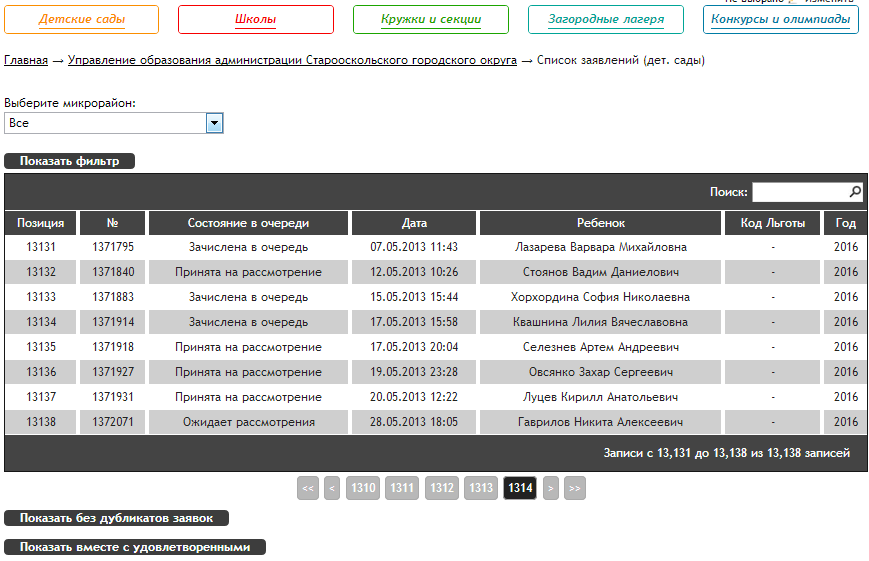 Не выбрано Изменить
Детские сады Школы Кружки и секции Загородные лагеря Конкурсы и олимпиады
Главная → Управление образования администрации Старооскольского городского округа → Список заявлений (дет. сады)
Выберите микрорайон:
Все
Показать фильтр
Поиск:
Позиция № Состояние в очереди Дата Ребенок Код Льготы Год
13131 1371795 Зачислена в очередь 07.05.2013 11:43 Лазарева Варвара Михайловна - 2016
13132 1371840 Принята на рассмотрение 12.05.2013 10:26 Стоянов Вадим Даниелович - 2016
13133 1371883 Зачислена в очередь 15.05.2013 15:44 Хорхордина София Николаевна - 2016
13134 1371914 Зачислена в очередь 17.05.2013 15:58 Квашнина Лилия Вячеславовна - 2016
13135 1371918 Принята на рассмотрение 17.05.2013 20:04 Селезнев Артем Андреевич - 2016
13136 1371927 Принята на рассмотрение 19.05.2013 23:28 Овсянко Захар Сергеевич - 2016
13137 1371931 Принята на рассмотрение 20.05.2013 12:22 Луцев Кирилл Анатольевич - 2016
13138 1372071 Ожидает рассмотрения 28.05.2013 18:05 Гаврилов Никита Алексеевич - 2016
Записи с 13,131 до 13,138 из 13,138 записей
<< < 1310 1311 1312 1313 1314 > >>
Показать без дубликатов заявок
Показать вместе с удовлетворенными